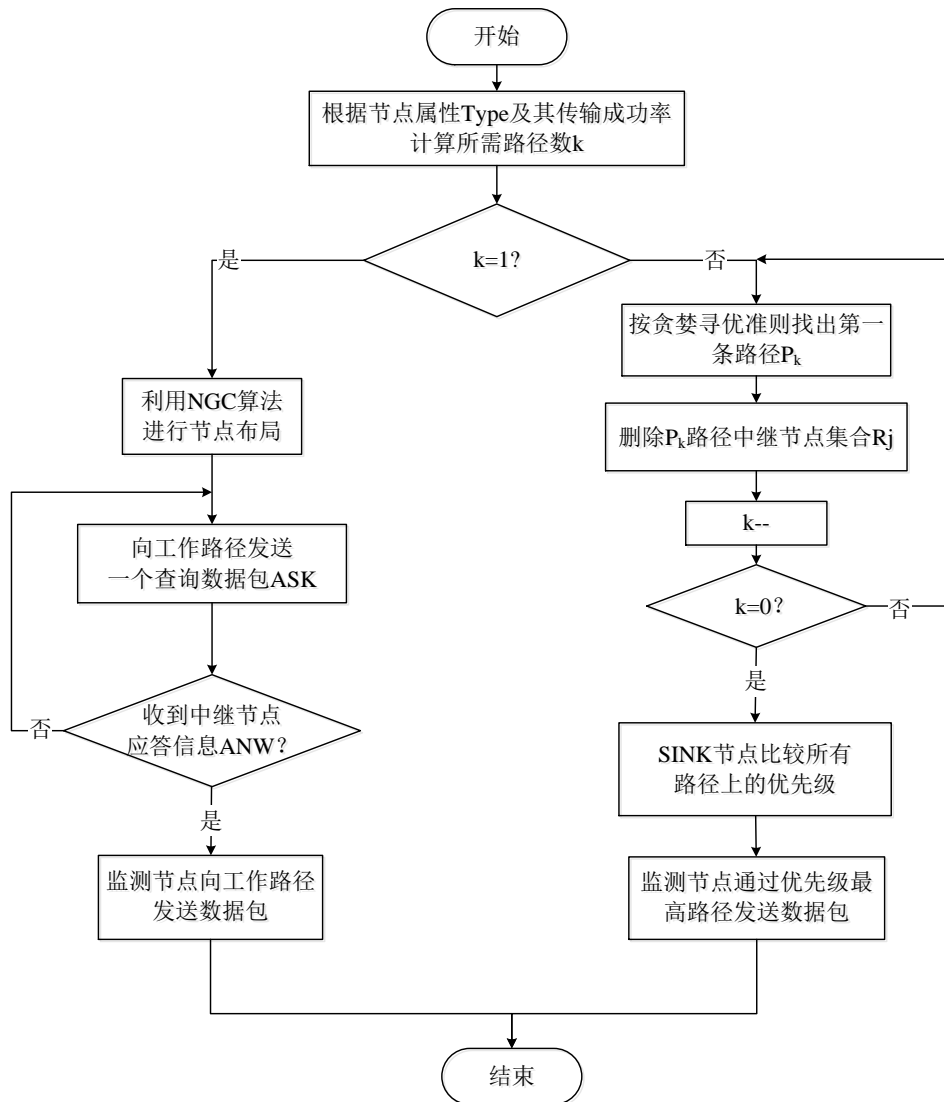 开始
根据节点属性Type及其传输成功率
计算所需路径数k
k=1?
是
否
利用NGC算法
进行节点布局
向工作路径发送
一个查询数据包ASK
收到中继节点
应答信息ANW?
否
是
监测节点向工作路径
发送数据包
按贪婪寻优准则找出第一
条路径Pk
删除Pk路径中继节点集合Rj
k--
k=0?
否
是
SINK节点比较所有
路径上的优先级
监测节点通过优先级最
高路径发送数据包
结束